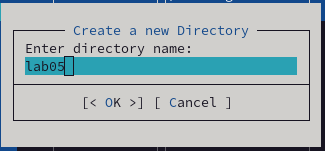 Create a new Directory
Enter directory name:
lab05
[< OK >] [ Cancel ]